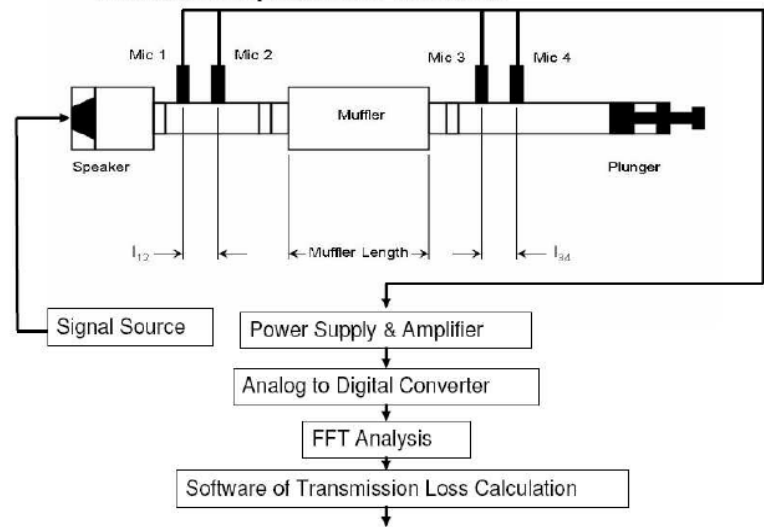 Mic 1
Mic 2
Mic 3
Mic 4
Muffler
Speaker
Plunger
l12
Muffler Length
l34
Signal Source
Power Supply & Amplifier
Analog to Digital Converter
FFT Analysis
Software of Transmission Loss Calculation